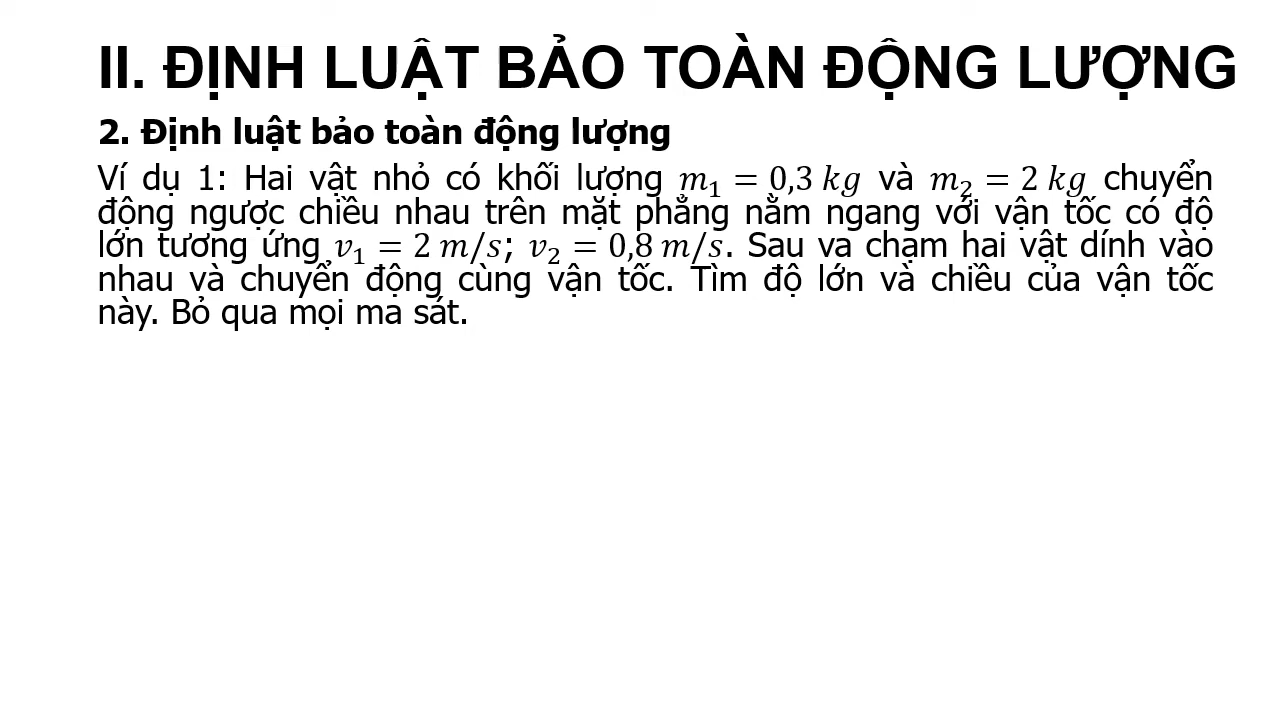 II. ĐỊNH LUẬT BẢO TOÀN ĐỘNG LƯỢNG
2. Định luật bảo toàn động lượng
Ví dụ 1: Hai vật nhỏ có khối lượng m₁ = 0,3 kg và m₂ = 2 kg chuyển
động ngược chiều nhau trên mặt phẳng nằm ngang với vận tốc có độ
lớn tương ứng v₁ = 2 m/s; v₂ = 0,8 m/s. Sau va chạm hai vật dính vào
nhau và chuyển động cùng vận tốc. Tìm độ lớn và chiều của vận tốc
này. Bỏ qua mọi ma sát.